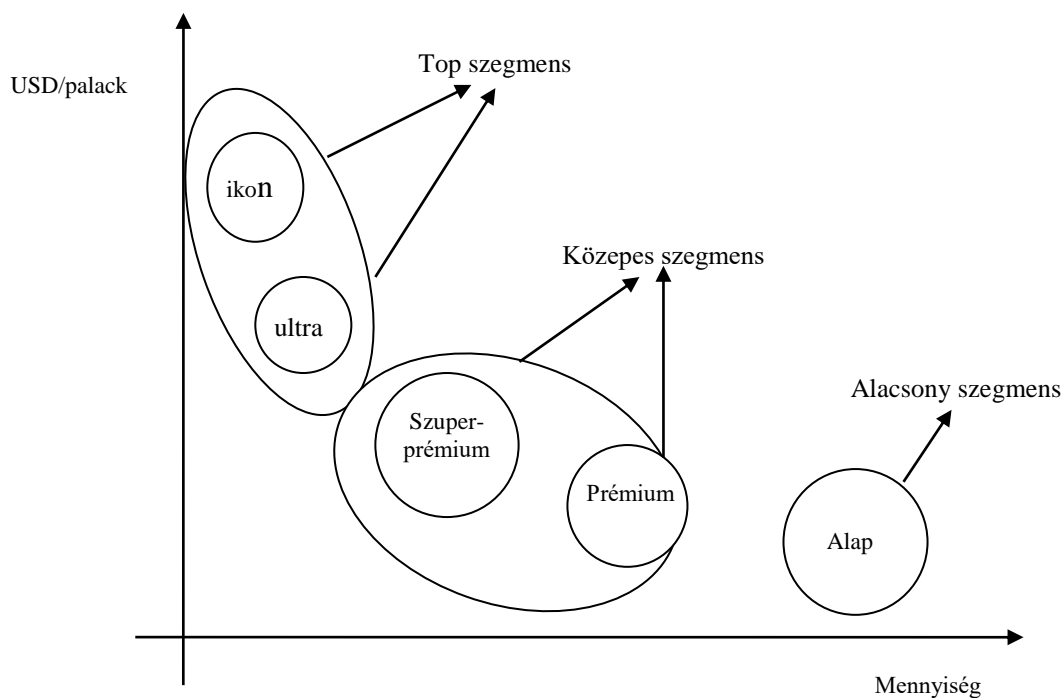 Top szegmens
USD/palack
ikon
Közepes szegmens
ultra
Alacsony szegmens
Szuper-
prémium
Prémium
Alap
Mennyiség